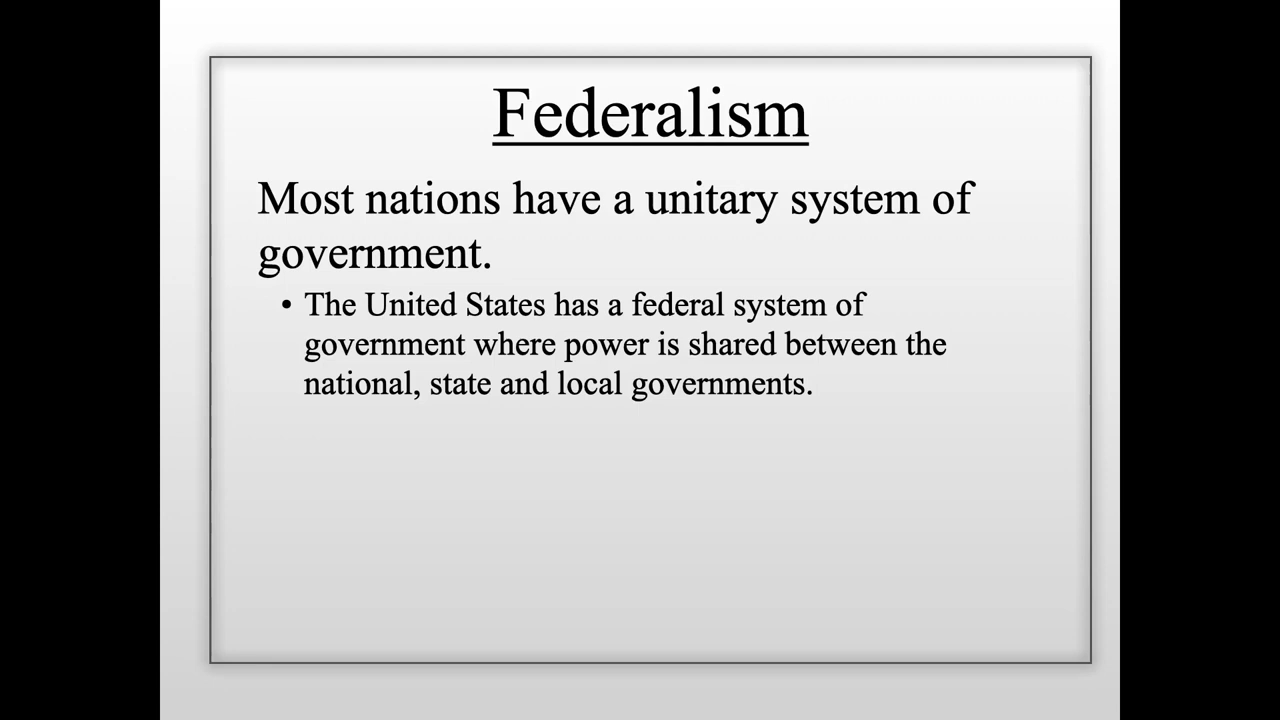 Federalism
Most nations have a unitary system of
government.
• The United States has a federal system of
government where power is shared between the
national, state and local governments.